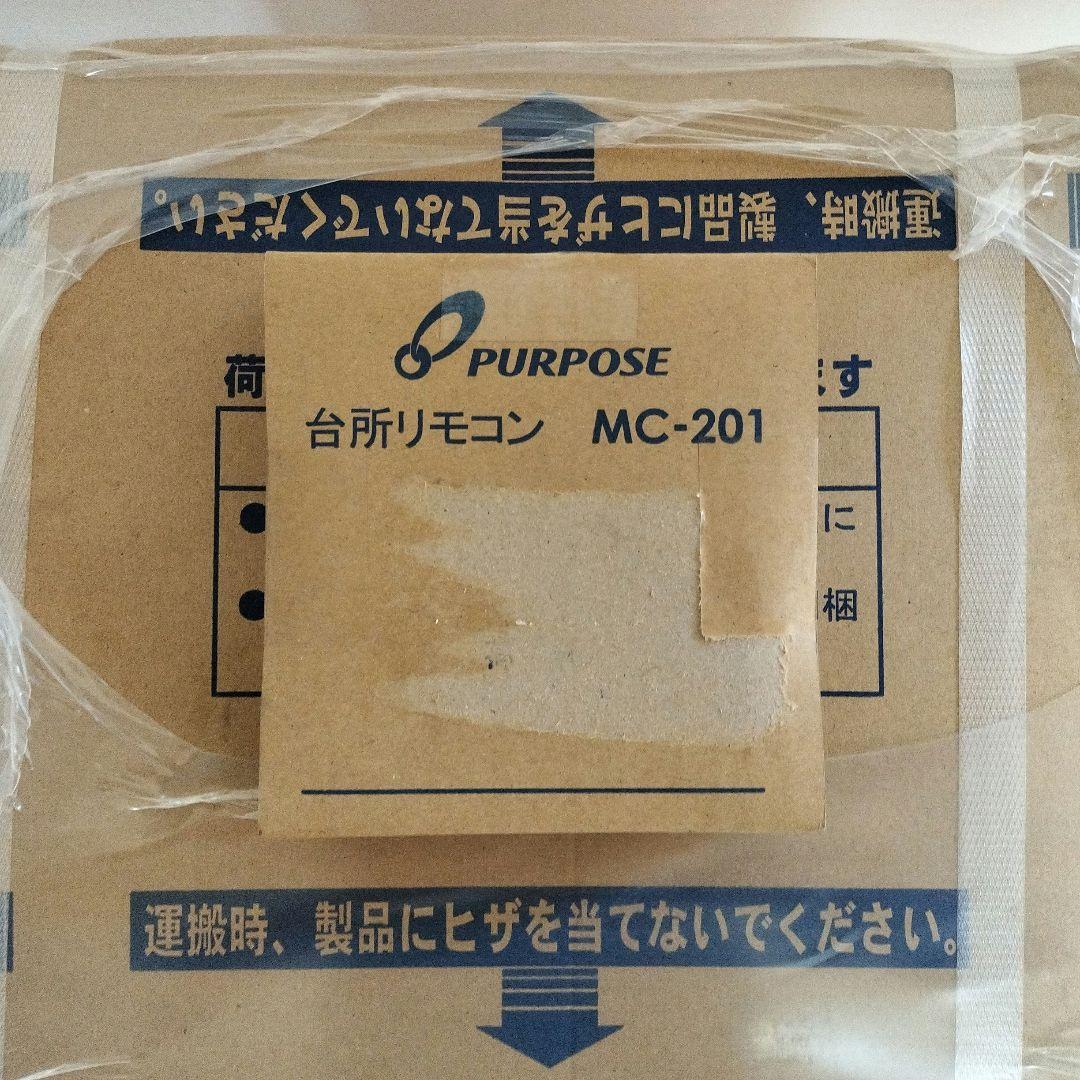 運搬時、製品にヒザを当てないでください。
PURPOSE
荷
ます
台所リモコン MC-201
●
に
●
梱
運搬時、製品にヒザを当てないでください。